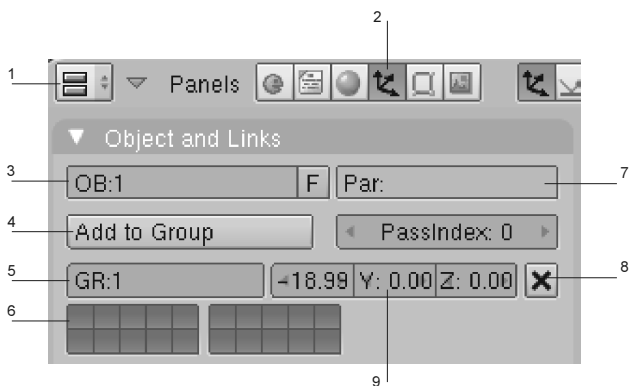 2
1
Panels
Object and Links
3
OB:1 F Par:
7
4
Add to Group PassIndex: 0
5
GR:1 -18.99 Y: 0.00 Z: 0.00
8
6
9